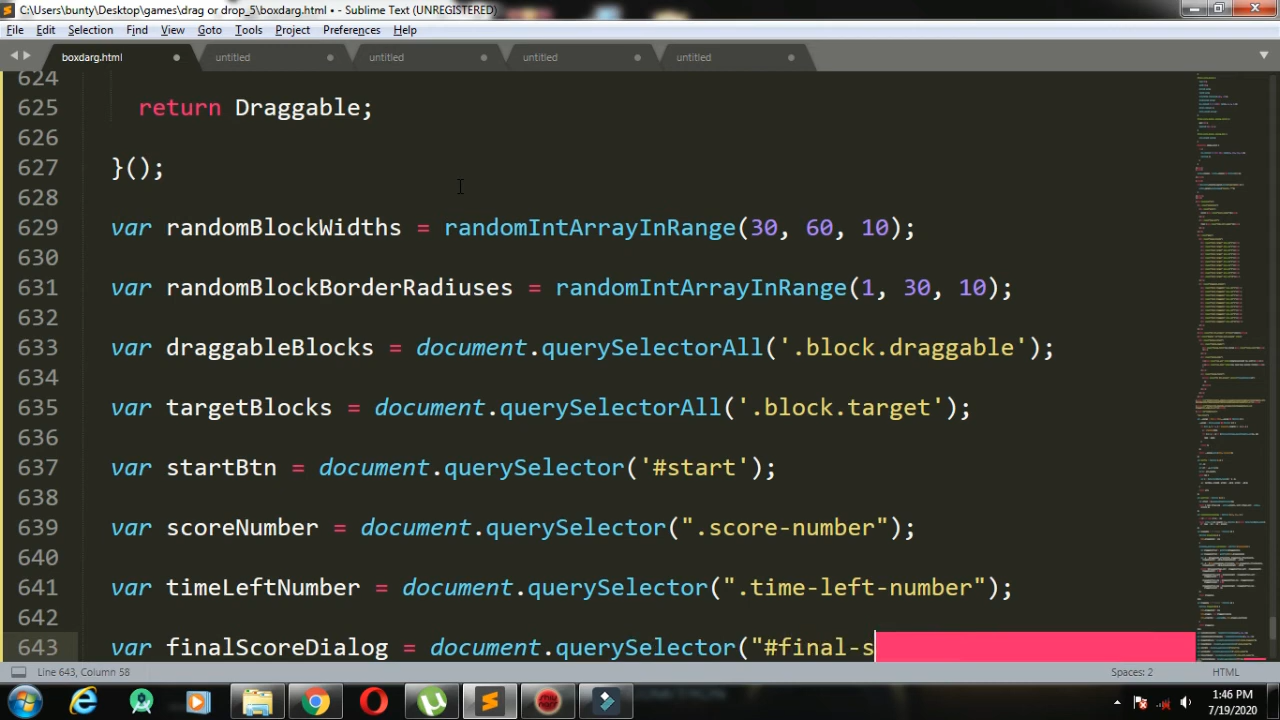 C:\Users\bunty\Desktop\games\drag or drop_5\boxdarg.html • - Sublime Text (UNREGISTERED)
File Edit Selection Find View Goto Tools Project Preferences Help
boxdarg.html untitled untitled untitled untitled
624
625 return Draggable;
626
627 }();
628
629 var randomBlockWidths = randomIntArrayInRange(30, 60, 10);
630
631 var randomBlockBorderRadiuse = randomIntArrayInRange(1, 30, 10);
632
633 var draggableBlocks = document.querySelectorAll('.block.draggable');
634
635 var targetBlocks = document.querySelectorAll('.block.target');
636
637 var startBtn = document.querySelector('#start');
638
639 var scoreNumber = document.querySelector(".score-number");
640
641 var timeLeftNumb = document.querySelector(".time-left-number");
642
643 var finalScoreDialog = document.querySelector("#final-s
Line 643, Column 58 Spaces: 2 HTML
1:46 PM
7/19/2020